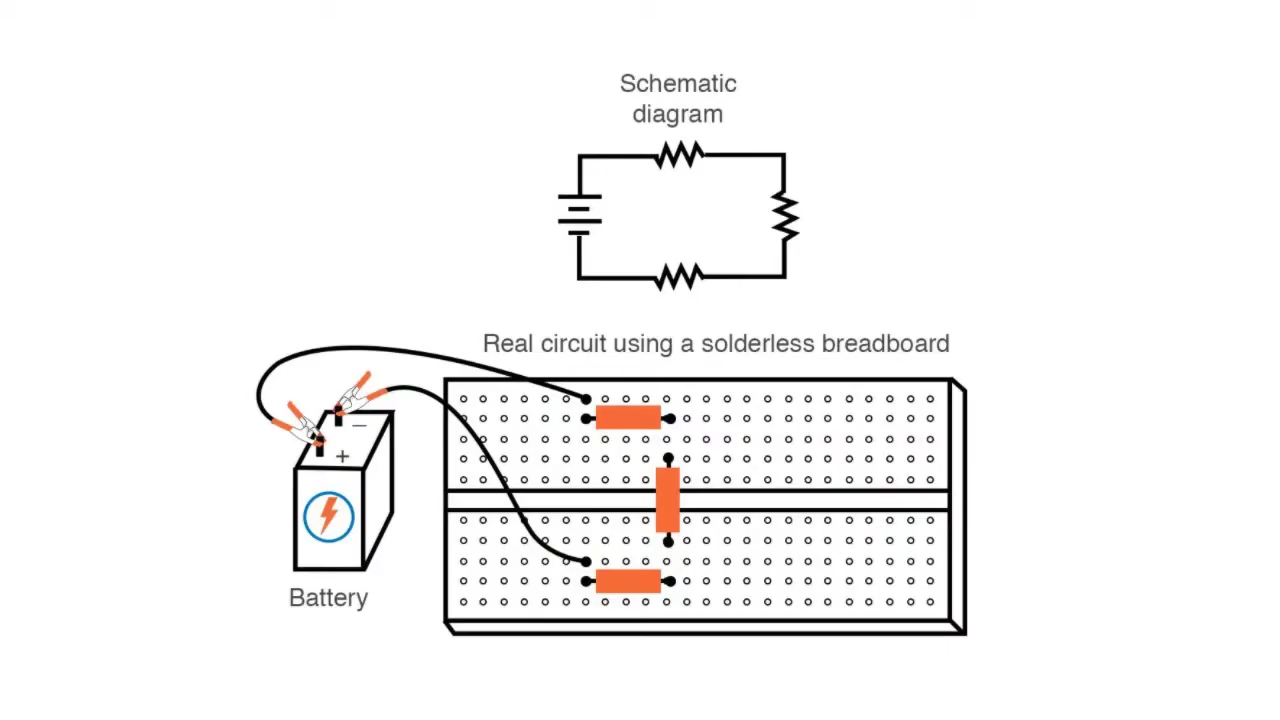 Schematic
diagram
Real circuit using a solderless breadboard
−
+
Battery